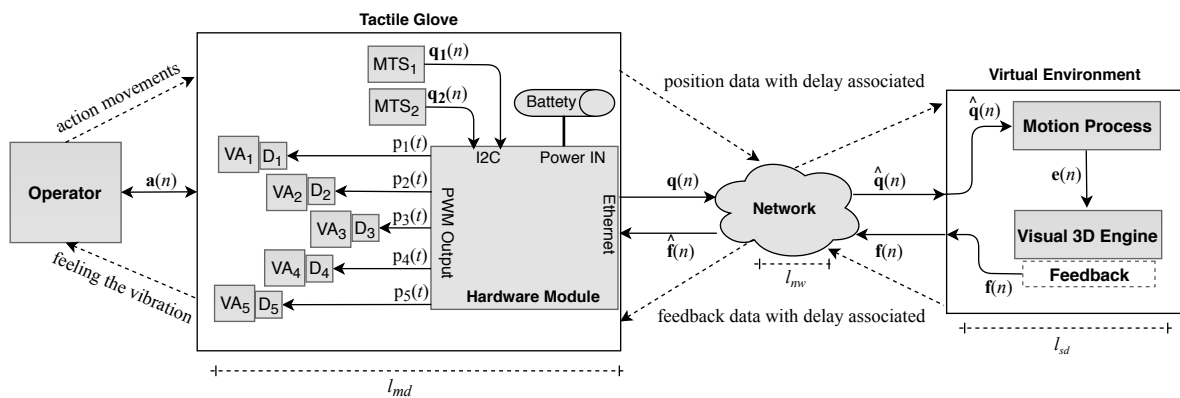 Tactile Glove
Virtual Environment
action movements
MTS1 q1(n)
MTS2 q2(n)
Battety
position data with delay associated
q̂(n)
Motion Process
I2C Power IN
VA1 D1 p1(t)
Operator
a(n)
VA2 D2 p2(t)
VA3 D3 p3(t)
VA4 D4 p4(t)
VA5 D5 p5(t)
PWM Output
Ethernet
Hardware Module
q(n)
f̂(n)
Network
q̂(n)
f(n)
e(n)
Visual 3D Engine
Feedback
f(n)
feeling the vibration
lnw
feedback data with delay associated
lmd
lsd